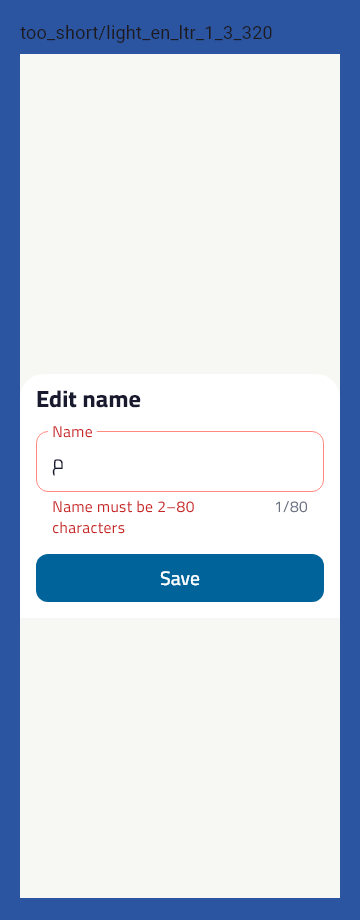 too_short/light_en_ltr_1_3_320
Edit name
Name
م
Name must be 2–80 1/80
characters
Save